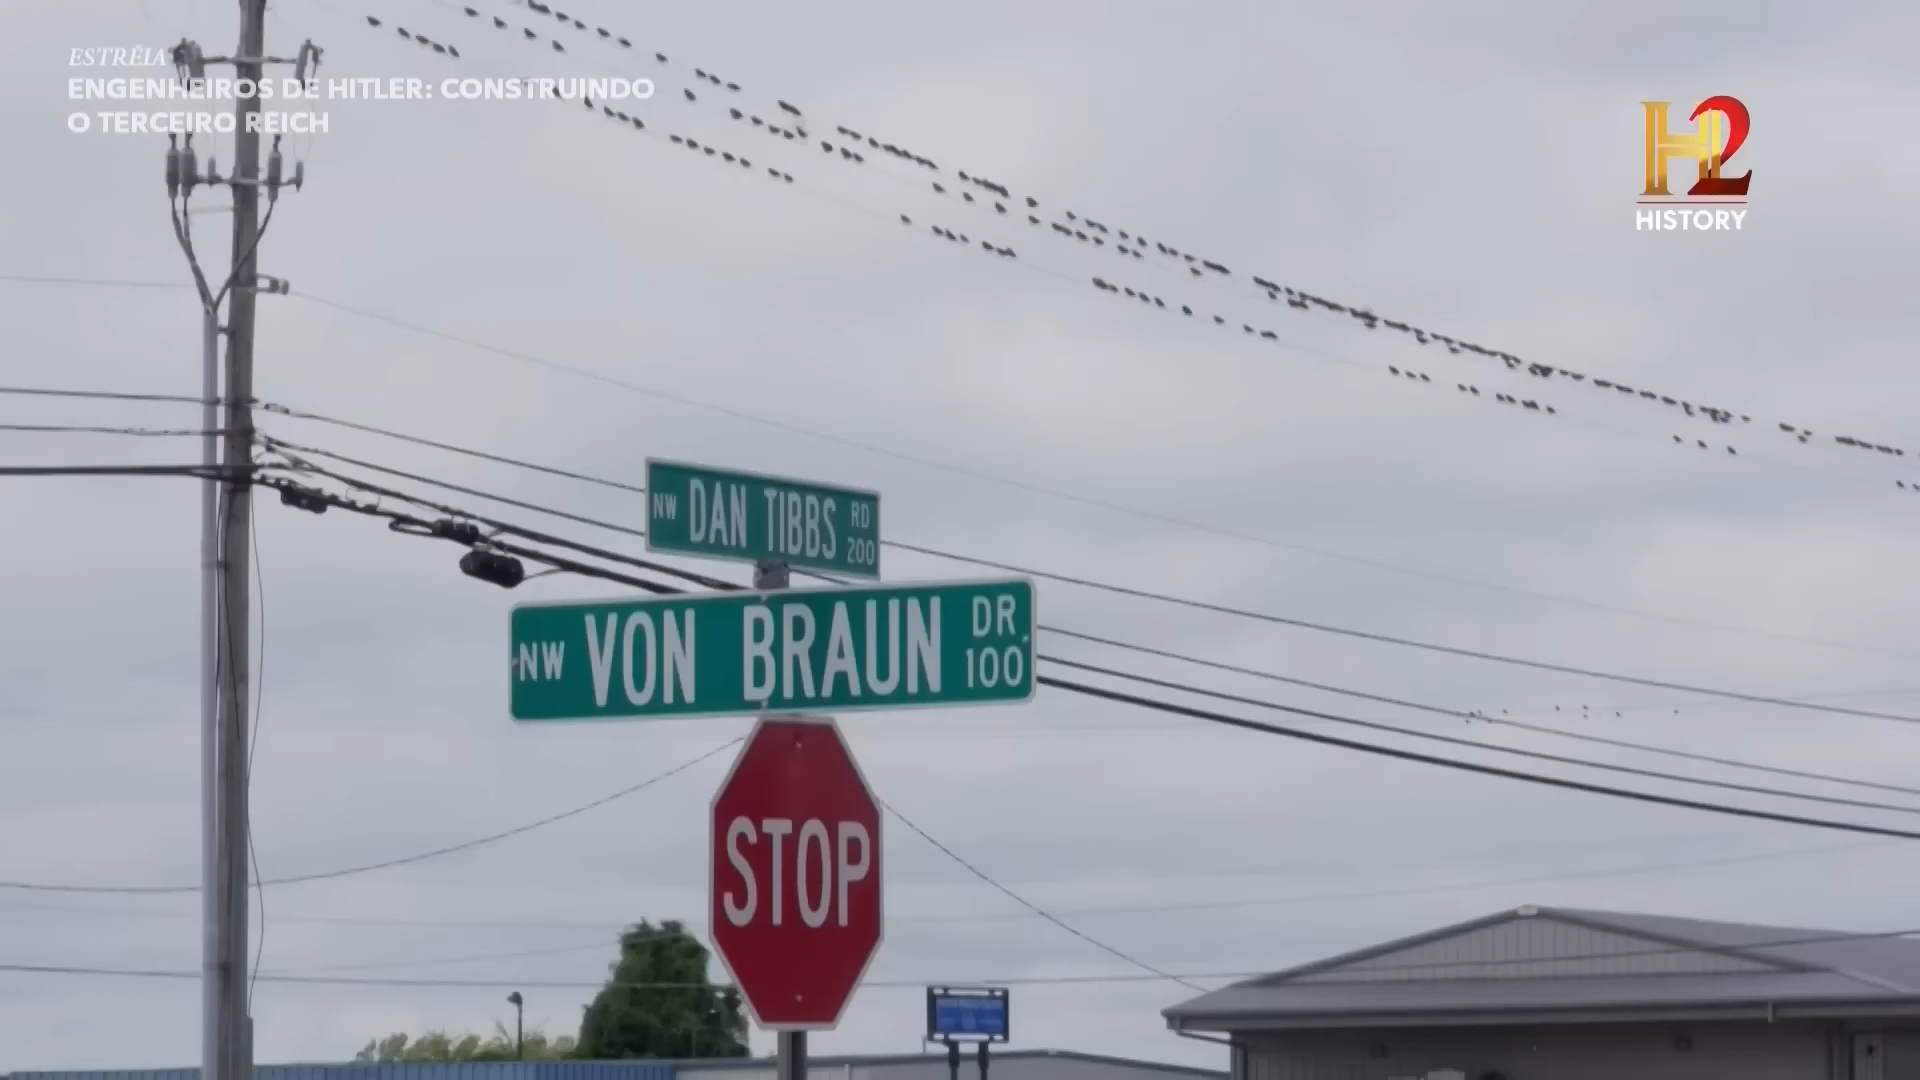 ESTRÉIA
ENGENHEIROS DE HITLER: CONSTRUINDO
O TERCEIRO REICH
H2
HISTORY
NW DAN TIBBS RD 200
NW VON BRAUN DR 100
STOP